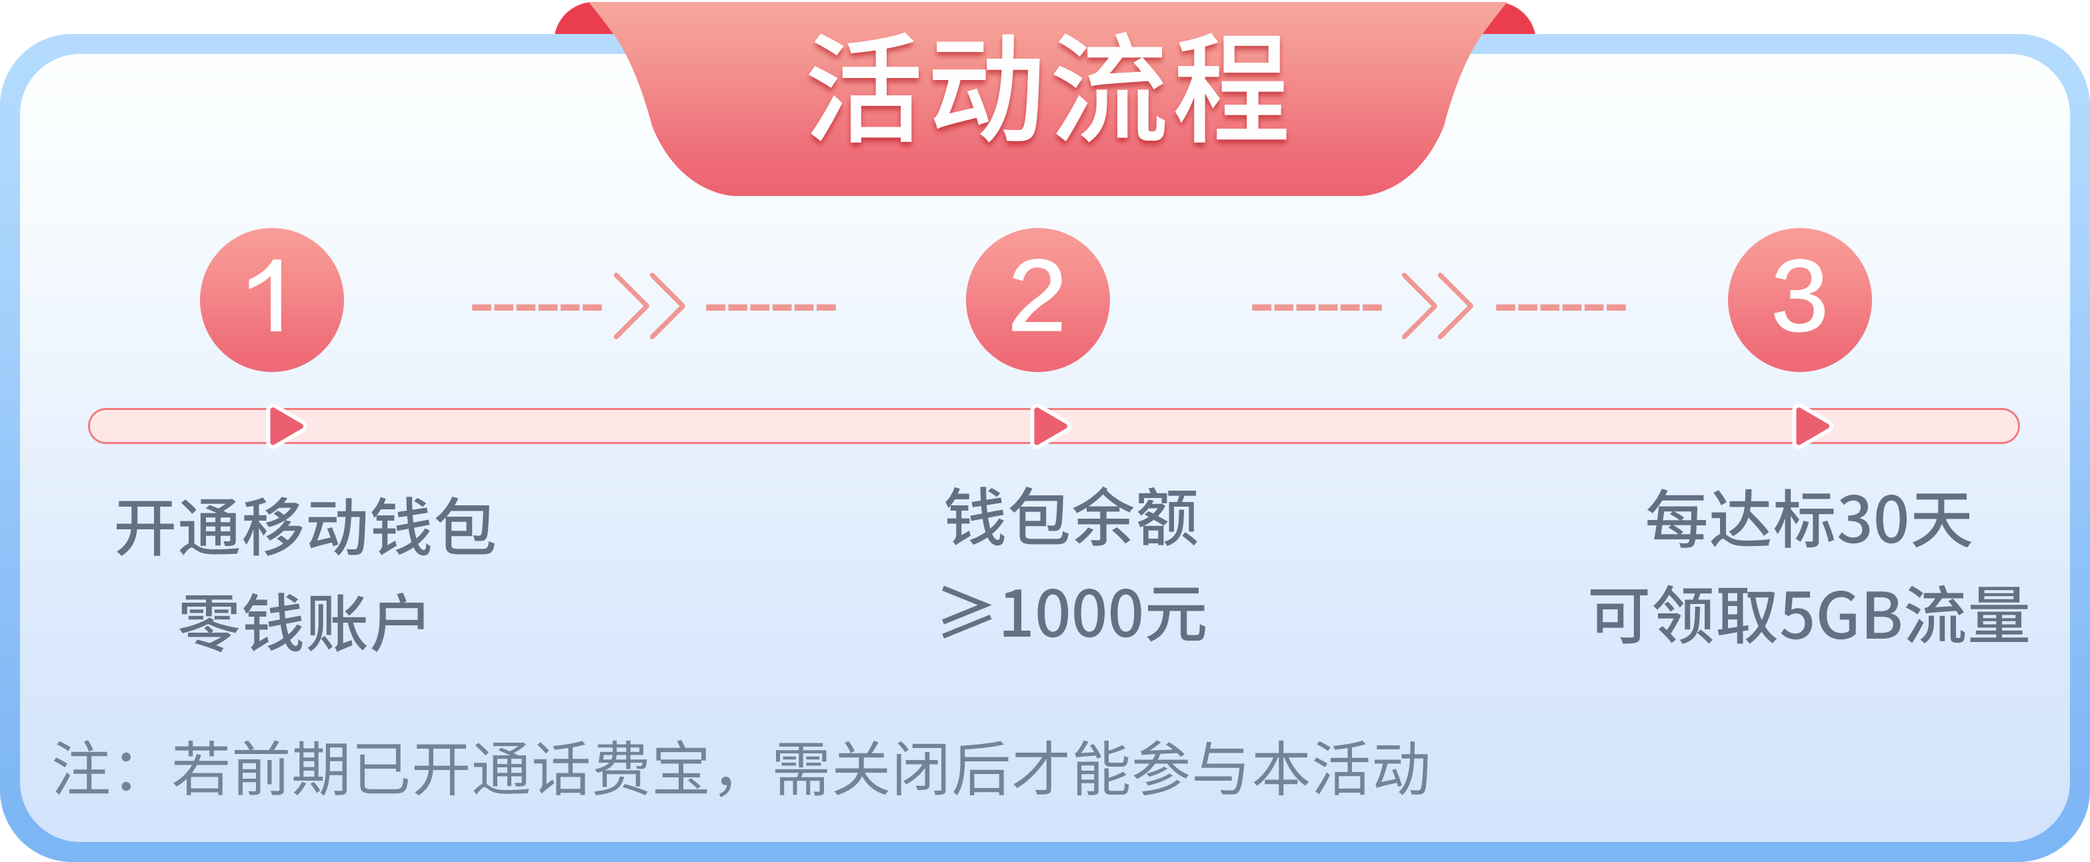 活动流程
1
2
3
开通移动钱包
零钱账户
钱包余额
≥1000元
每达标30天
可领取5GB流量
注：若前期已开通话费宝，需关闭后才能参与本活动